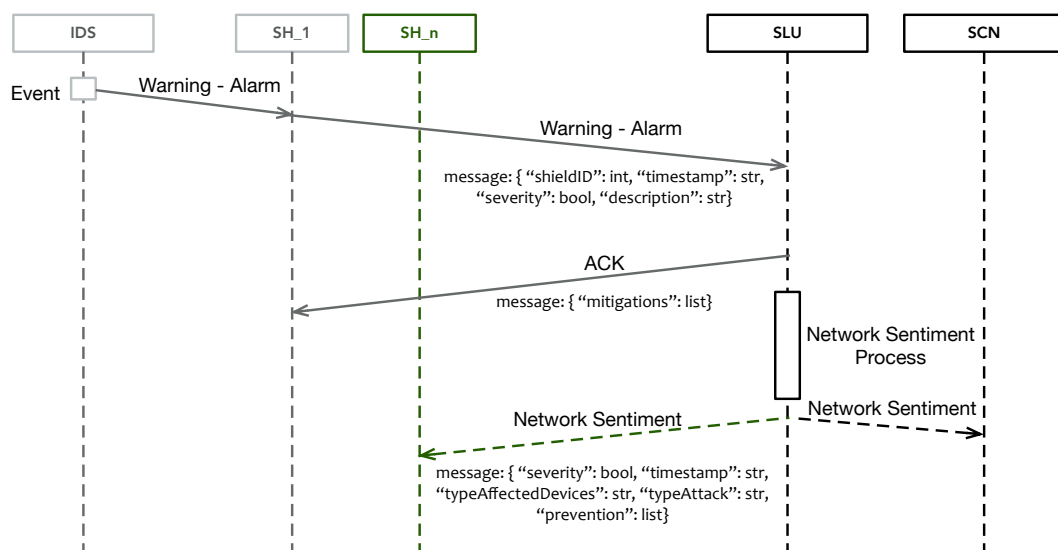 IDS
SH_1
SH_n
SLU
SCN
Event
Warning - Alarm
Warning - Alarm
message: { “shieldID”: int, “timestamp”: str,
“severity”: bool, “description”: str}
ACK
message: { “mitigations”: list}
Network Sentiment
Process
Network Sentiment
Network Sentiment
message: { “severity”: bool, “timestamp”: str,
“typeAffectedDevices”: str, “typeAttack”: str,
“prevention”: list}